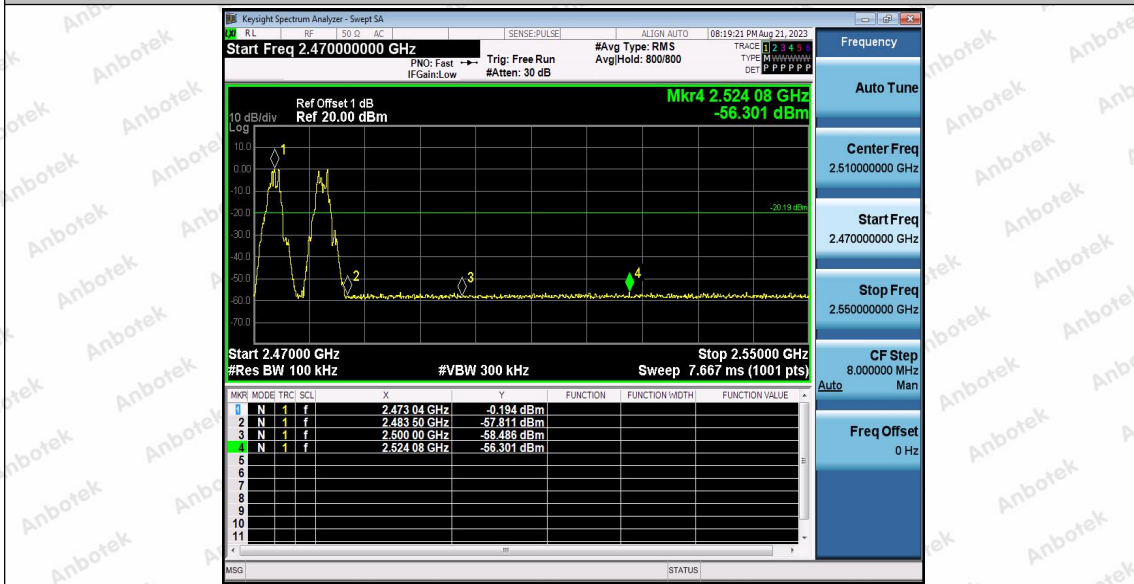 Keysight Spectrum Analyzer - Swept SA
LXI RL RF 50 Ω AC SENSE:PULSE ALIGN AUTO 08:19:21 PM Aug 21, 2023
Start Freq 2.470000000 GHz
PNO: Fast
IFGain:Low
Trig: Free Run
#Atten: 30 dB
#Avg Type: RMS
Avg|Hold: 800/800
TRACE 1 2 3 4 5 6
TYPE M W W W W W
DET P P P P P P
Ref Offset 1 dB
Ref 20.00 dBm
10 dB/div
Log
Mkr4 2.524 08 GHz
-56.301 dBm
10.0
0.00
-10.0
-20.0
-30.0
-40.0
-50.0
-60.0
-70.0
1
2
3
4
-20.19 dBm
Start 2.47000 GHz Stop 2.55000 GHz
#Res BW 100 kHz #VBW 300 kHz Sweep 7.667 ms (1001 pts)
MKR MODE TRC SCL X Y FUNCTION FUNCTION WIDTH FUNCTION VALUE
1 N 1 f 2.473 04 GHz -0.194 dBm
2 N 1 f 2.483 50 GHz -57.811 dBm
3 N 1 f 2.500 00 GHz -58.486 dBm
4 N 1 f 2.524 08 GHz -56.301 dBm
5
6
7
8
9
10
11
MSG STATUS
Frequency
Auto Tune
Center Freq
2.510000000 GHz
Start Freq
2.470000000 GHz
Stop Freq
2.550000000 GHz
CF Step
8.000000 MHz
Auto Man
Freq Offset
0 Hz
Anbotek